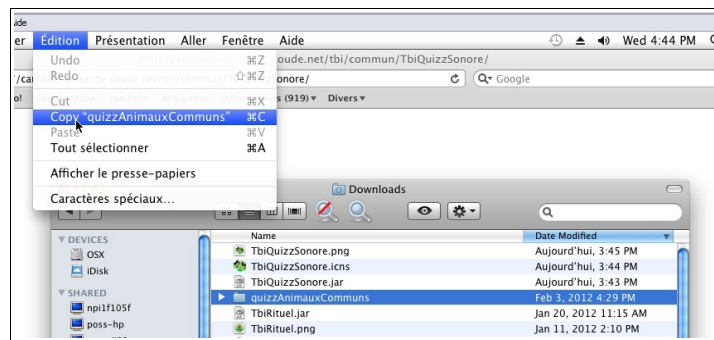 er Édition Présentation Aller Fenêtre Aide Wed 4:44 PM
oude.net/tbi/commun/TbiQuizzSonore/
Undo ⌘Z
Redo ⇧⌘Z
onore/ Google
Cut ⌘X
s (919) Divers
Copy “quizzAnimauxCommuns” ⌘C
Paste ⌘V
Tout sélectionner ⌘A
Afficher le presse-papiers
Caractères spéciaux...
Downloads
DEVICES
OSX
iDisk
SHARED
npi1f105f
poss-hp
Name Date Modified
TbiQuizzSonore.png Aujourd'hui, 3:45 PM
TbiQuizzSonore.icns Aujourd'hui, 3:44 PM
TbiQuizzSonore.jar Aujourd'hui, 3:43 PM
quizzAnimauxCommuns Feb 3, 2012 4:29 PM
TbiRituel.jar Jan 20, 2012 11:15 AM
TbiRituel.png Jan 11, 2012 2:10 PM